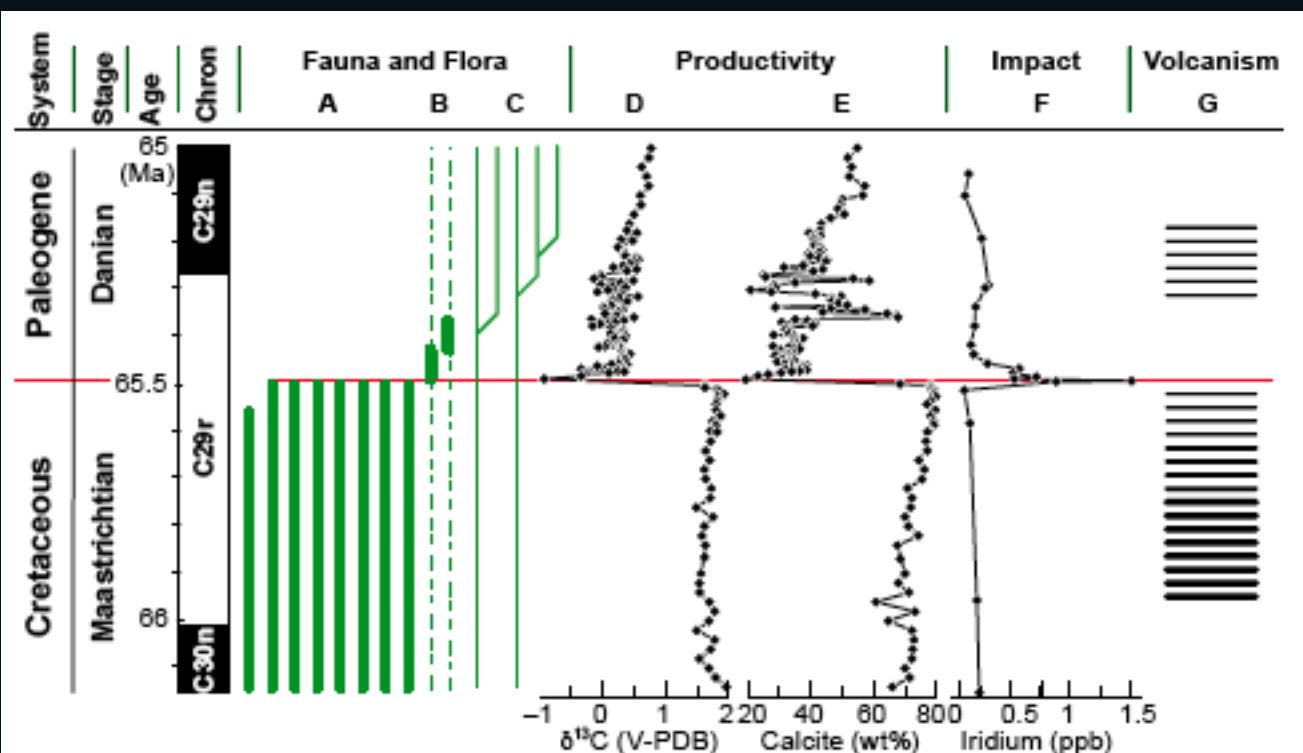 System
Stage
Age
Chron
Fauna and Flora
Productivity
Impact
Volcanism
A B C D E F G
65
(Ma)
65.5
66
Paleogene
Cretaceous
Danian
Maastrichtian
C29n
C29r
C30n
–1 0 1 2
δ¹³C (V-PDB)
20 40 60 80
Calcite (wt%)
0 0.5 1 1.5
Iridium (ppb)